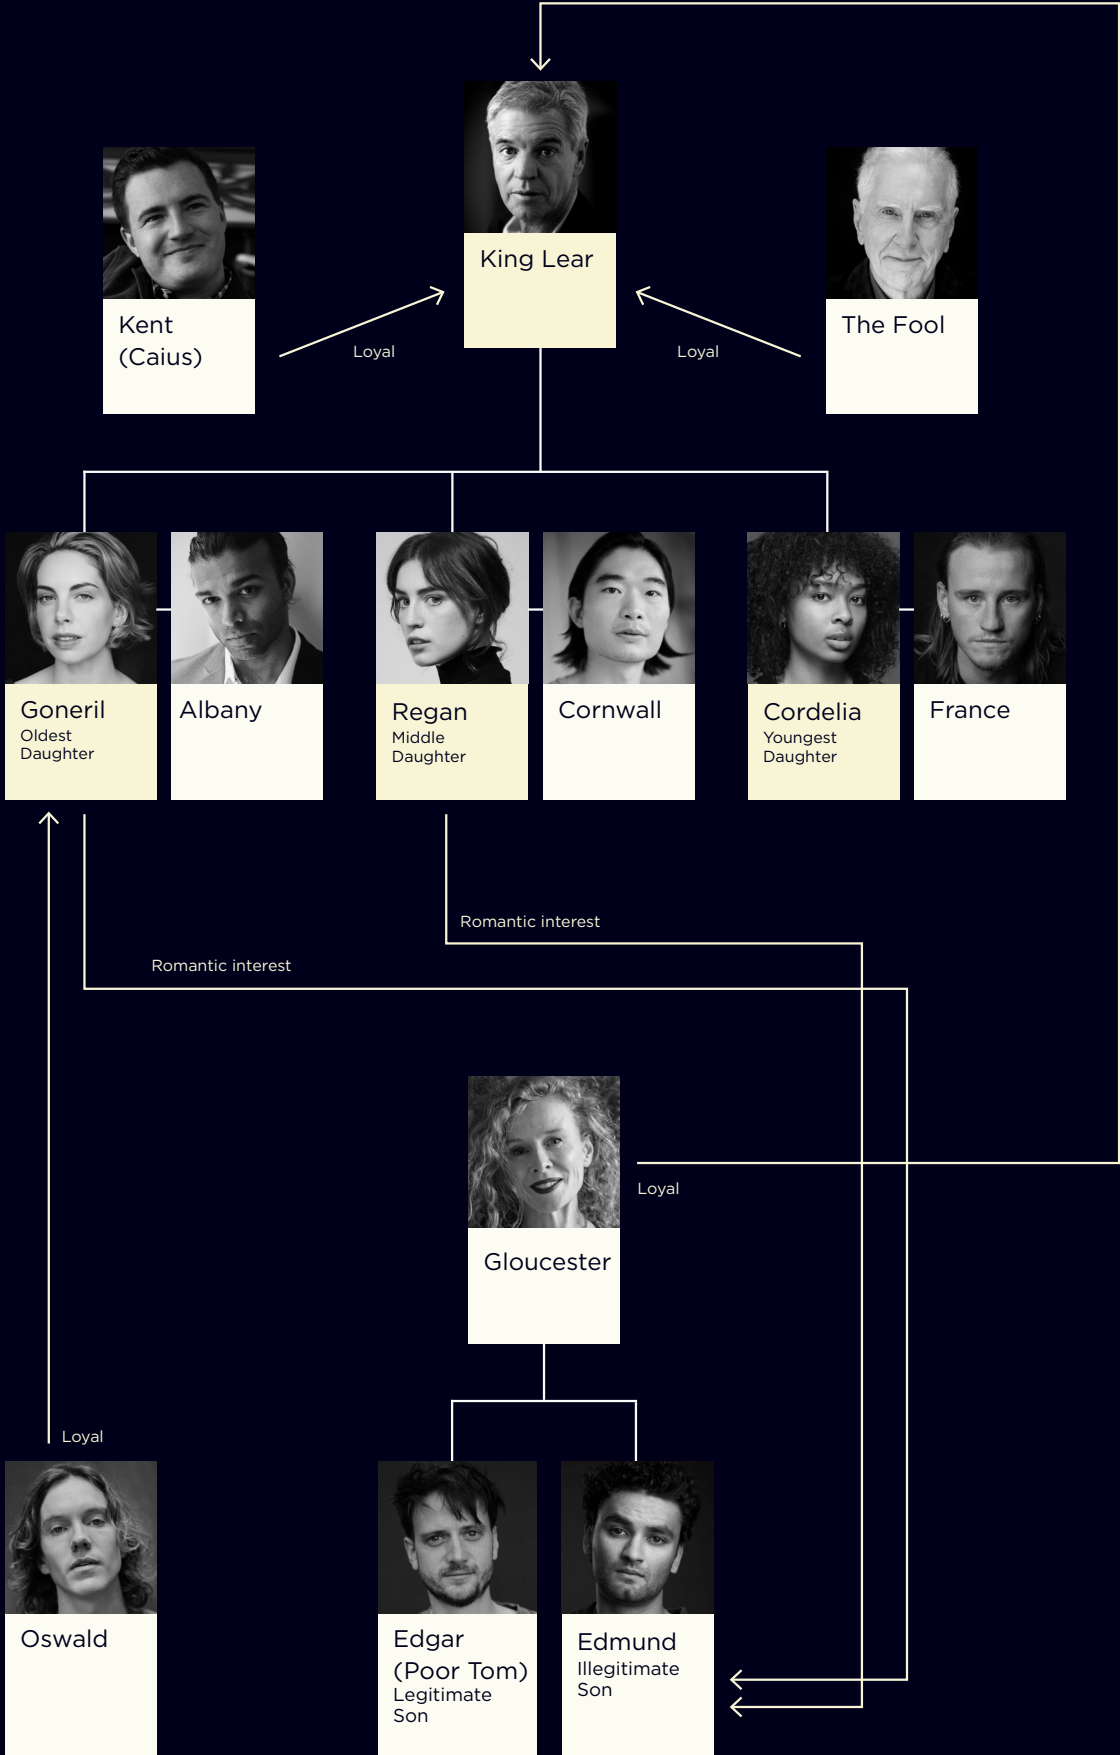 King Lear
Kent
(Caius)
The Fool
Loyal
Loyal
Goneril
Oldest
Daughter
Albany
Regan
Middle
Daughter
Cornwall
Cordelia
Youngest
Daughter
France
Romantic interest
Romantic interest
Loyal
Gloucester
Loyal
Oswald
Edgar
(Poor Tom)
Legitimate
Son
Edmund
Illegitimate
Son